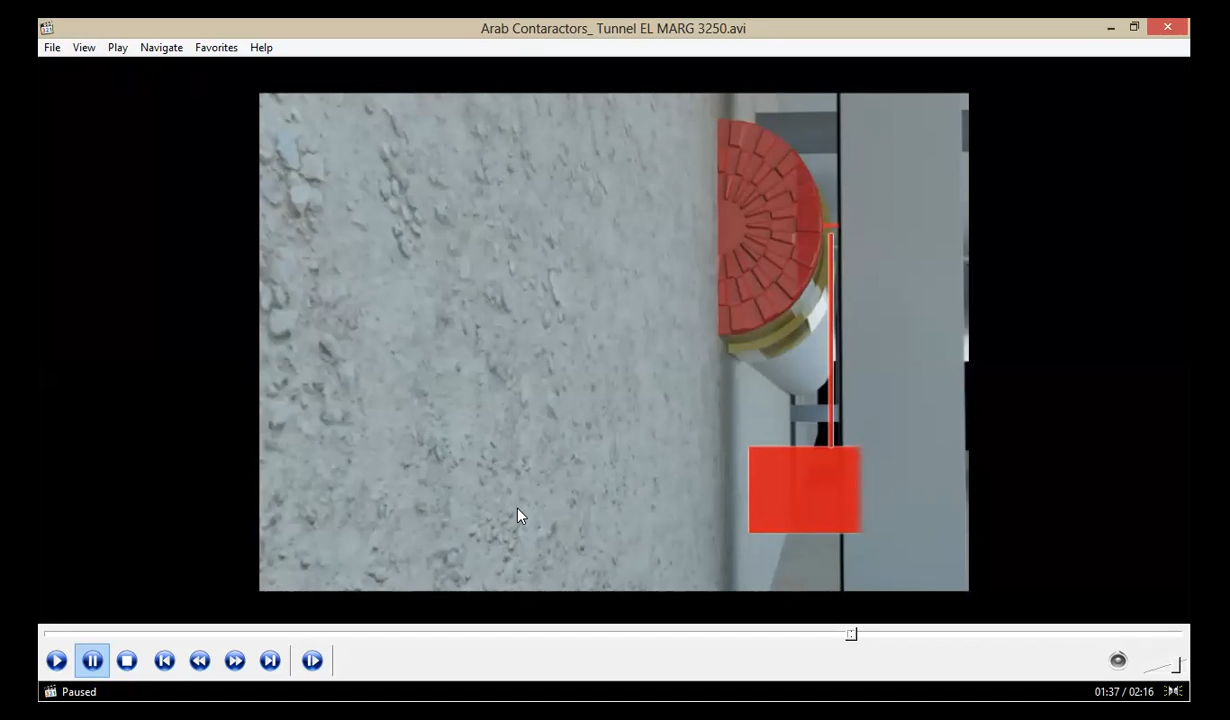 Arab Contaractors_ Tunnel EL MARG 3250.avi
File View Play Navigate Favorites Help
Paused
01:37 / 02:16